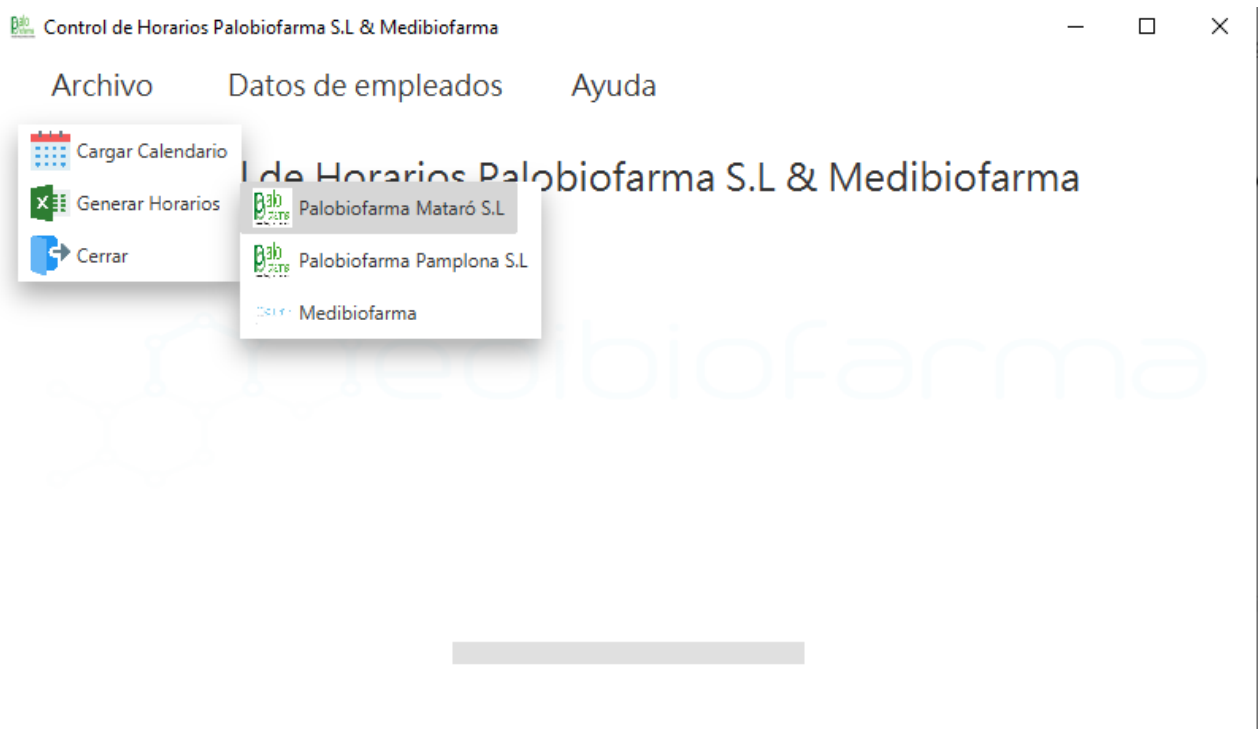 Control de Horarios Palobiofarma S.L & Medibiofarma
Archivo Datos de empleados Ayuda
Cargar Calendario
l de Horarios Palobiofarma S.L & Medibiofarma
Generar Horarios
Palobiofarma Mataró S.L
Cerrar
Palobiofarma Pamplona S.L
Medibiofarma
edibiofarma